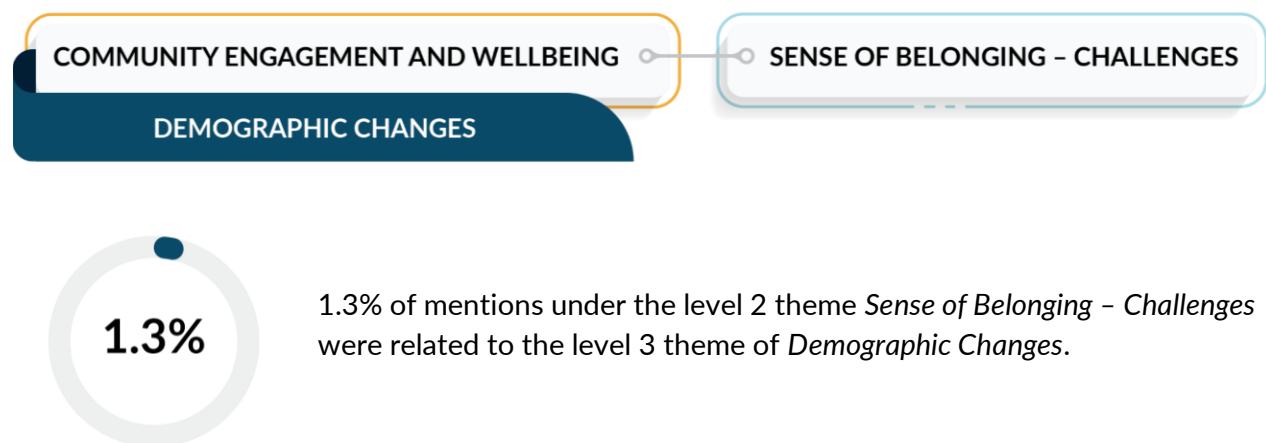 COMMUNITY ENGAGEMENT AND WELLBEING
SENSE OF BELONGING – CHALLENGES
DEMOGRAPHIC CHANGES
1.3%
1.3% of mentions under the level 2 theme Sense of Belonging – Challenges
were related to the level 3 theme of Demographic Changes.